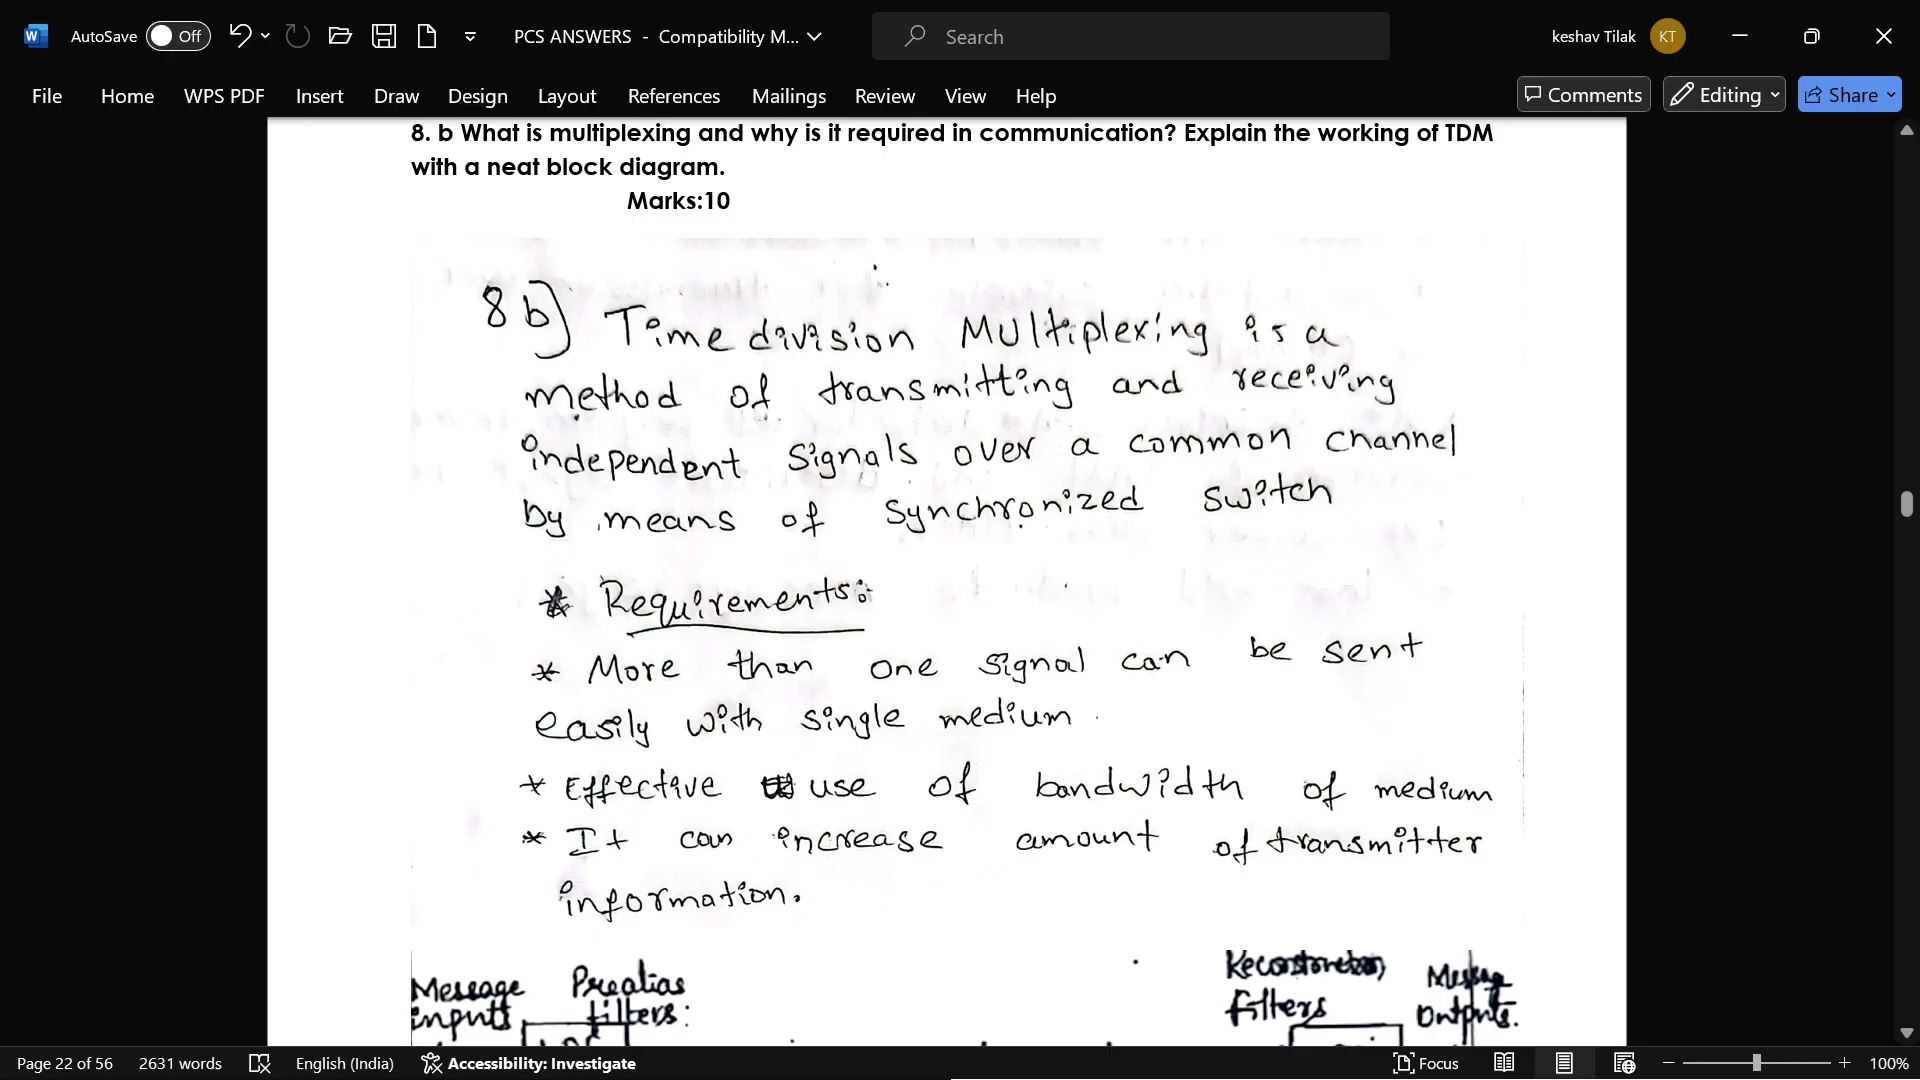 AutoSave Off PCS ANSWERS - Compatibility M... Search keshav Tilak KT
File Home WPS PDF Insert Draw Design Layout References Mailings Review View Help Comments Editing Share
8. b What is multiplexing and why is it required in communication? Explain the working of TDM
with a neat block diagram.
Marks:10
8 b) Time division Multiplexing is a
method of transmitting and receiving
independent signals over a common channel
by means of synchronized switch
* Requirements:
* More than one signal can be sent
easily with single medium.
* Effective use of bandwidth of medium
* It can increase amount of transmitter
information.
Message Prealias Message
inputs filters: filters Outputs.
Page 22 of 56 2631 words English (India) Accessibility: Investigate Focus 100%